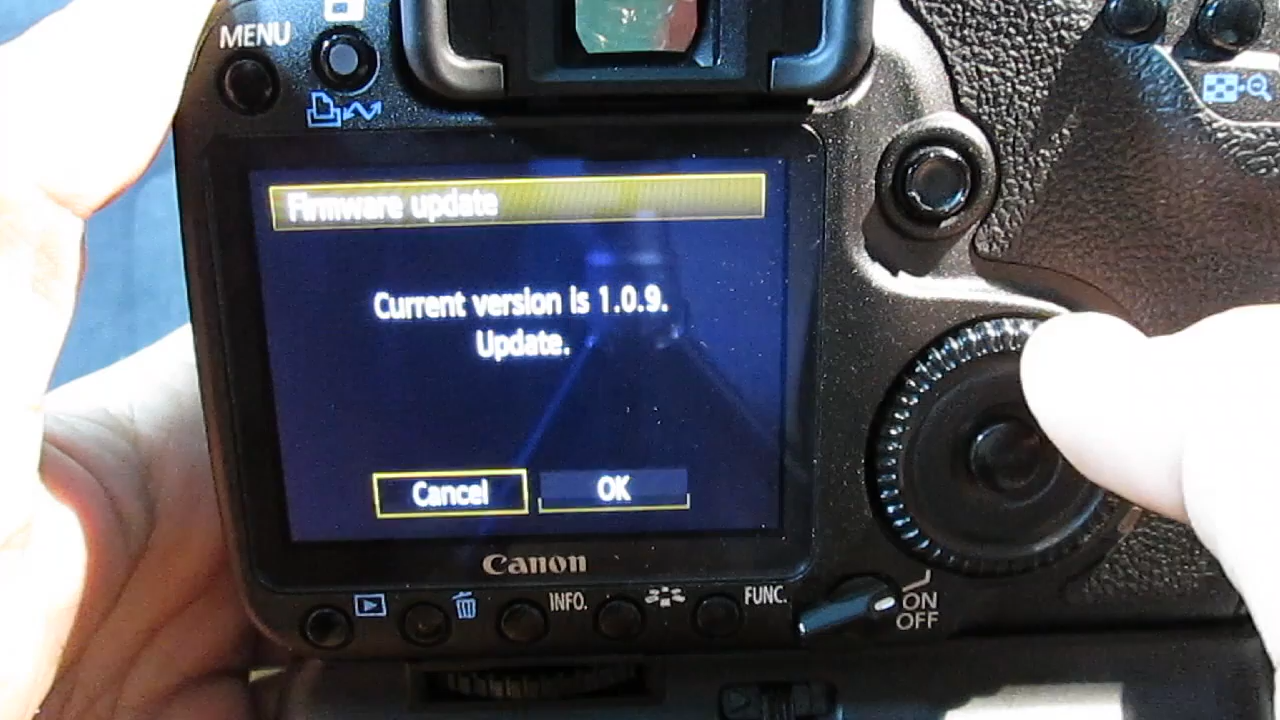 MENU
Firmware update
Current version is 1.0.9.
Update.
Cancel
OK
Canon
INFO.
FUNC.
ON
OFF